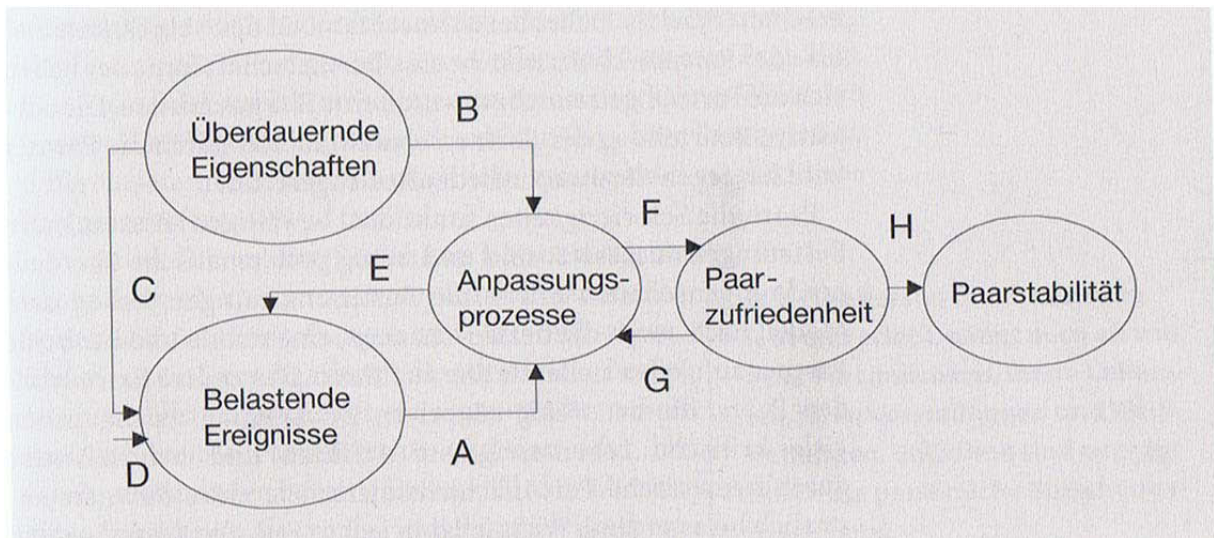 B
Überdauernde
Eigenschaften
F
H
C
E
Anpassungs-
prozesse
Paar-
zufriedenheit
Paarstabilität
G
Belastende
Ereignisse
A
D